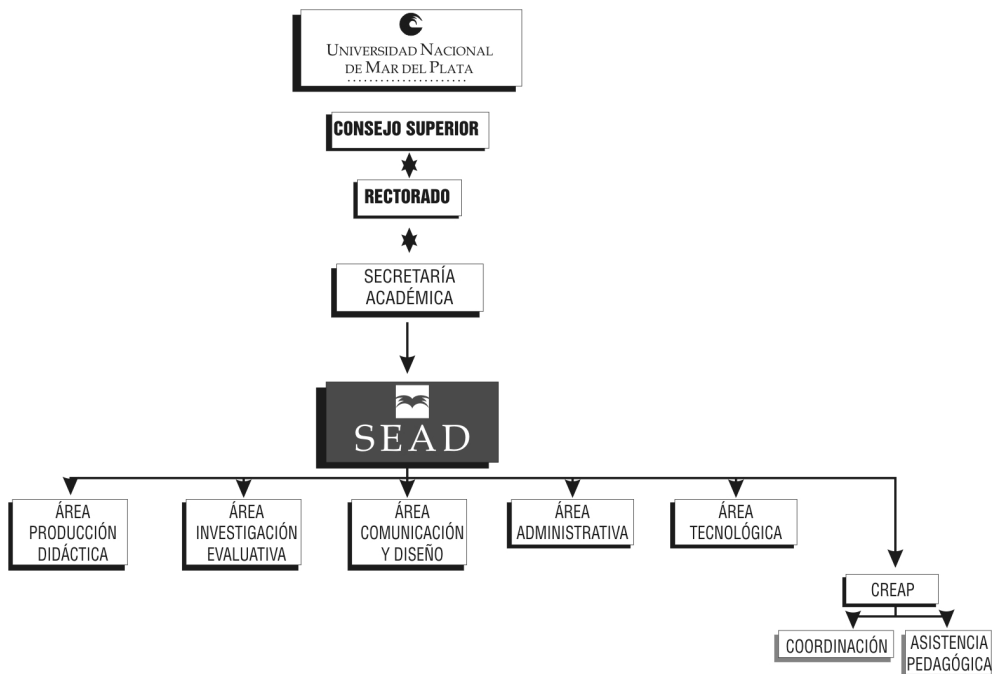 UNIVERSIDAD NACIONAL
DE MAR DEL PLATA
CONSEJO SUPERIOR
RECTORADO
SECRETARÍA
ACADÉMICA
SEAD
ÁREA
PRODUCCIÓN
DIDÁCTICA
ÁREA
INVESTIGACIÓN
EVALUATIVA
ÁREA
COMUNICACIÓN
Y DISEÑO
ÁREA
ADMINISTRATIVA
ÁREA
TECNOLÓGICA
CREAP
COORDINACIÓN
ASISTENCIA
PEDAGÓGICA